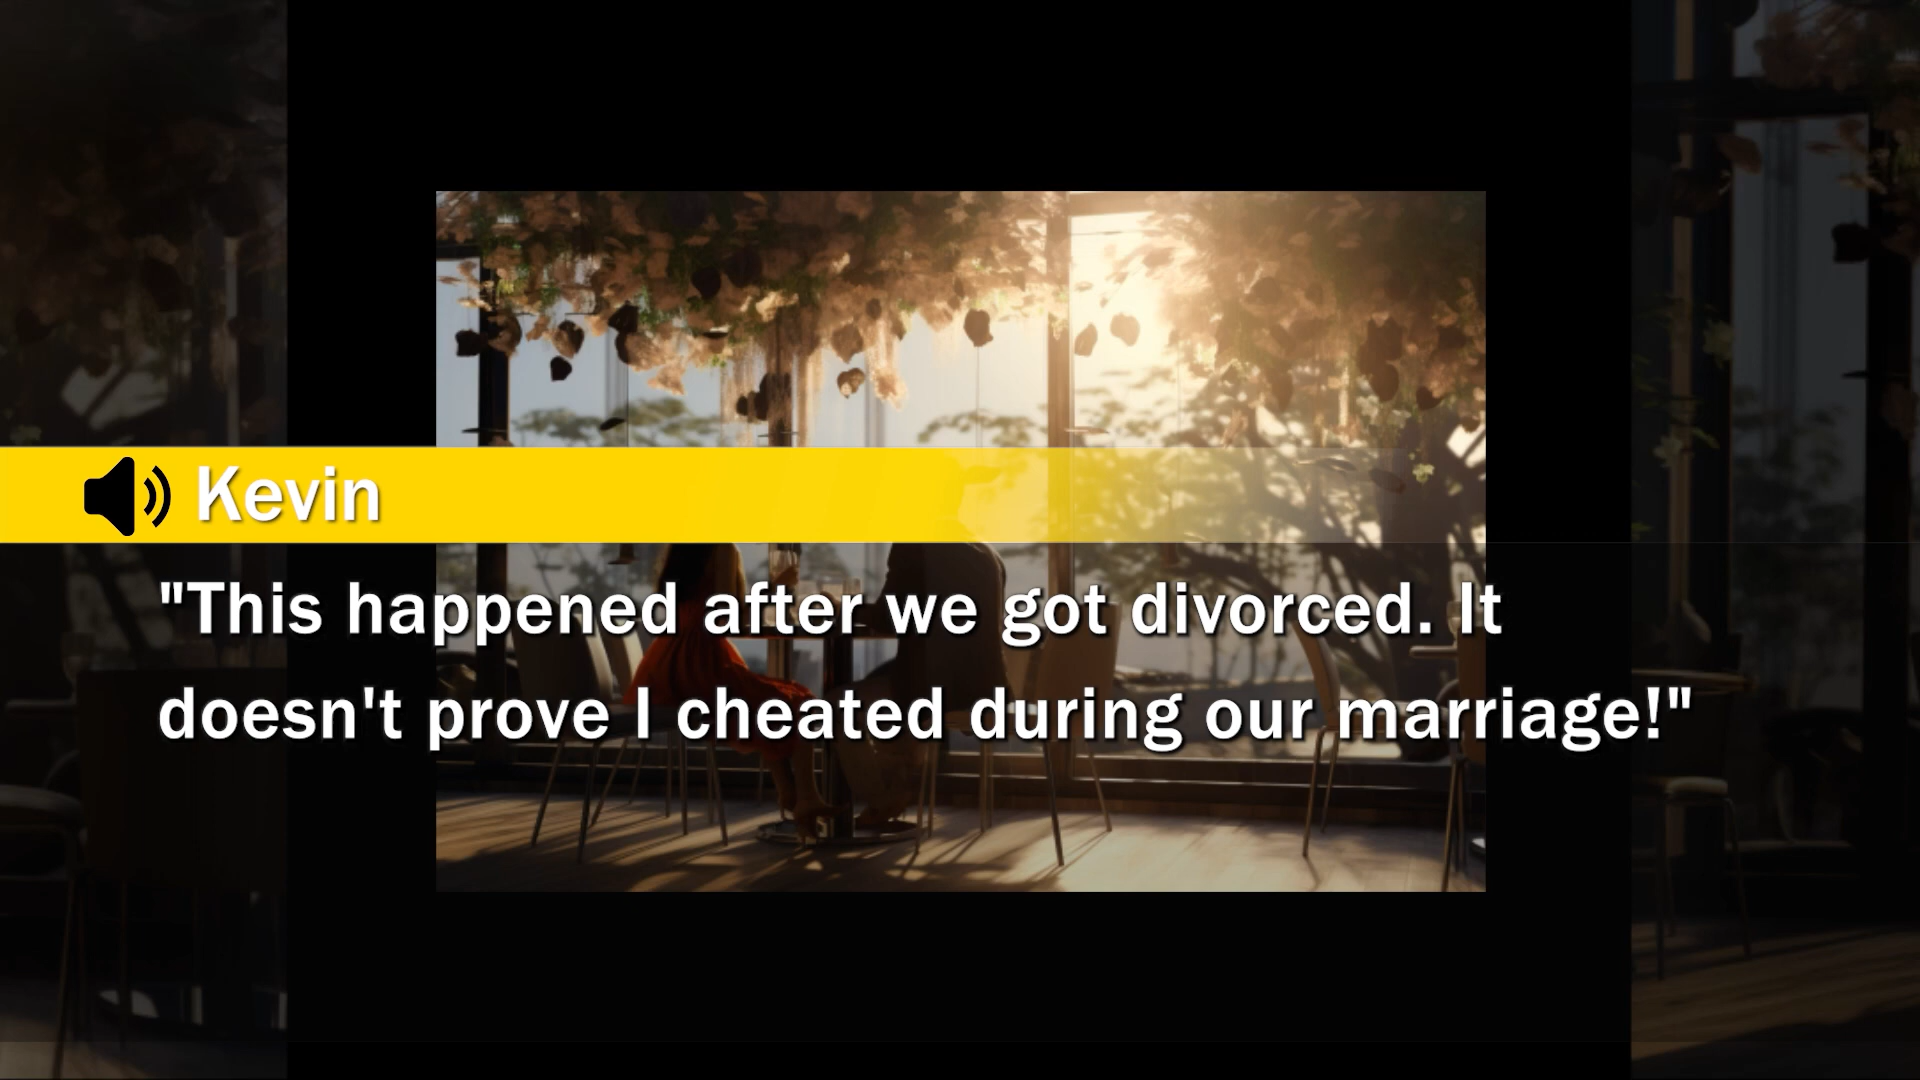 Kevin
"This happened after we got divorced. It
doesn't prove I cheated during our marriage!"